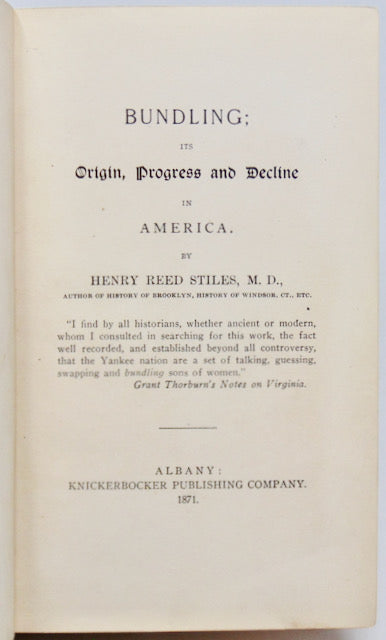 BUNDLING;
ITS
Origin, Progress and Decline
IN
AMERICA.
BY
HENRY REED STILES, M. D.,
AUTHOR OF HISTORY OF BROOKLYN, HISTORY OF WINDSOR, CT., ETC.
"I find by all historians, whether ancient or modern,
whom I consulted in searching for this work, the fact
well recorded, and established beyond all controversy,
that the Yankee nation are a set of talking, guessing,
swapping and bundling sons of women."
Grant Thorburn's Notes on Virginia.
ALBANY:
KNICKERBOCKER PUBLISHING COMPANY.
1871.